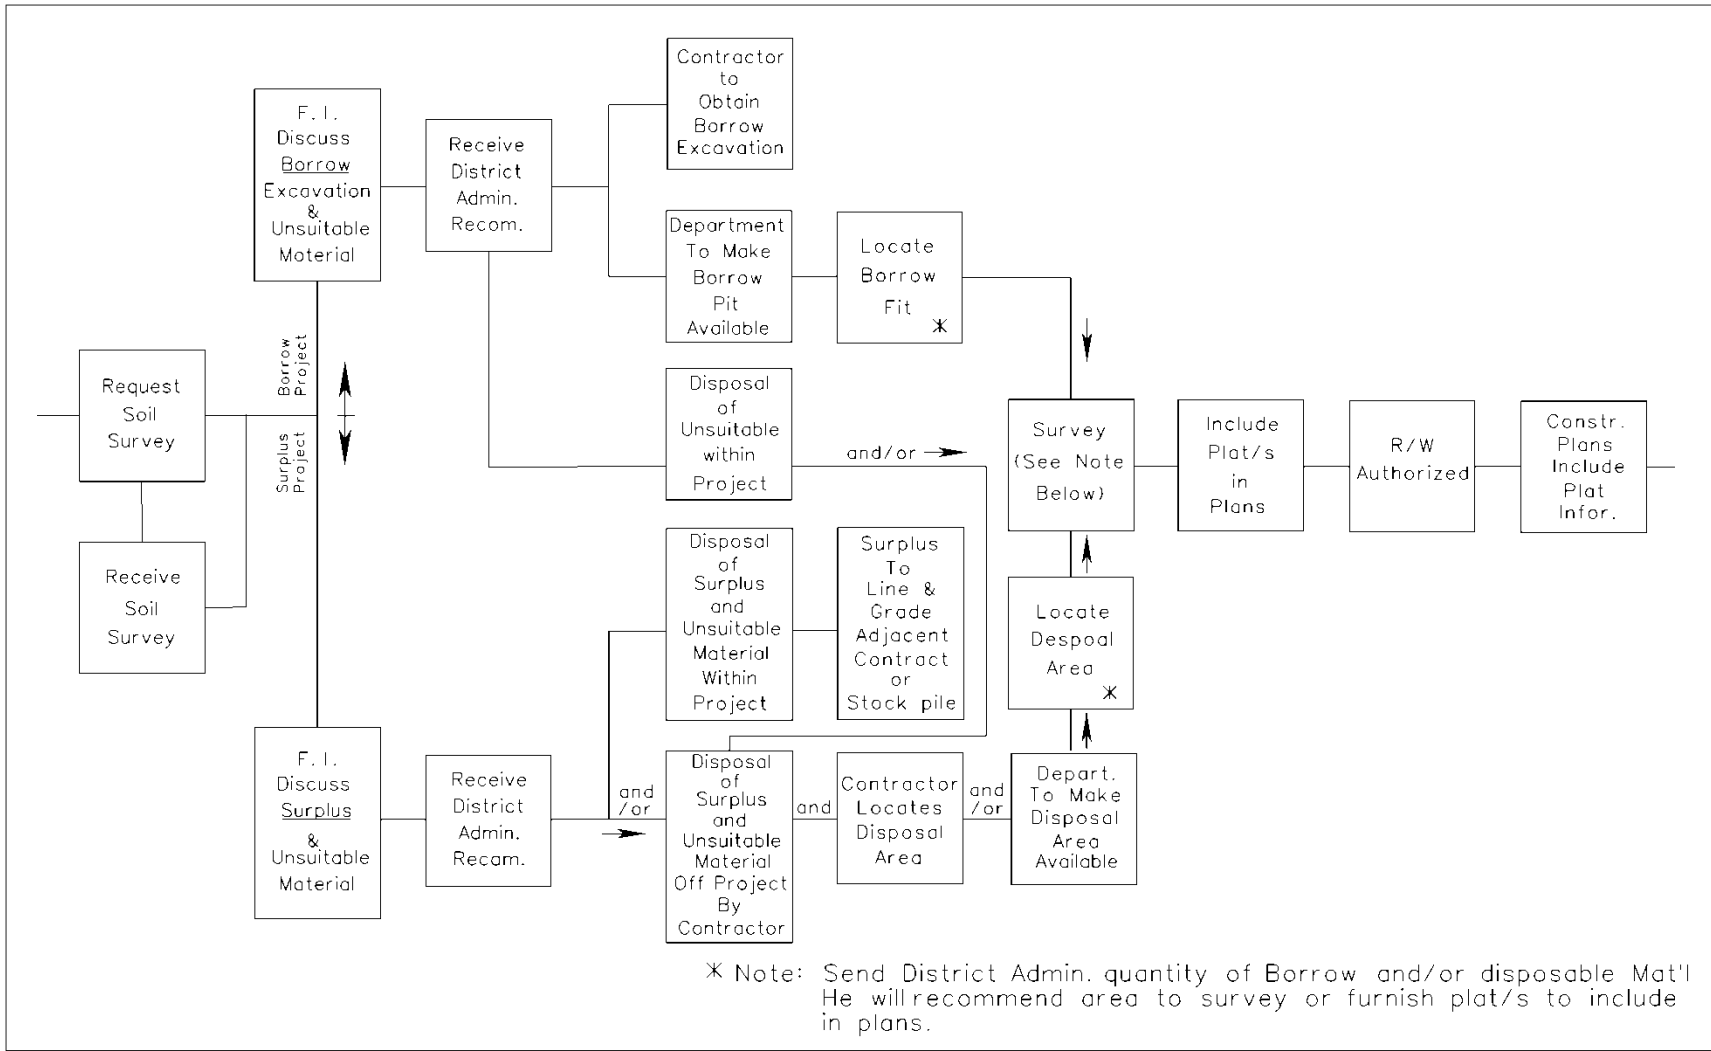 Contractor
to
Obtain
Borrow
Excavation
F. I.
Discuss
Borrow
Excavation
&
Unsuitable
Material
Receive
District
Admin.
Recom.
Department
To Make
Borrow
Pit
Available
Locate
Borrow
Fit
*
Request
Soil
Survey
Borrow
Project
Surplus
Project
Disposal
of
Unsuitable
within
Project
and/or
Survey
(See Note
Below)
Include
Plat/s
in
Plans
R/W
Authorized
Constr.
Plans
Include
Plat
Infor.
Receive
Soil
Survey
Disposal
of
Surplus
and
Unsuitable
Material
Within
Project
Surplus
To
Line &
Grade
Adjacent
Contract
or
Stock pile
Locate
Despoal
Area
*
F. I.
Discuss
Surplus
&
Unsuitable
Material
Receive
District
Admin.
Recam.
and
/or
Disposal
of
Surplus
and
Unsuitable
Material
Off Project
By
Contractor
and
Contractor
Locates
Disposal
Area
and
/or
Depart.
To Make
Disposal
Area
Available
* Note: Send District Admin. quantity of Borrow and/or disposable Mat'l
He will recommend area to survey or furnish plat/s to include
in plans.